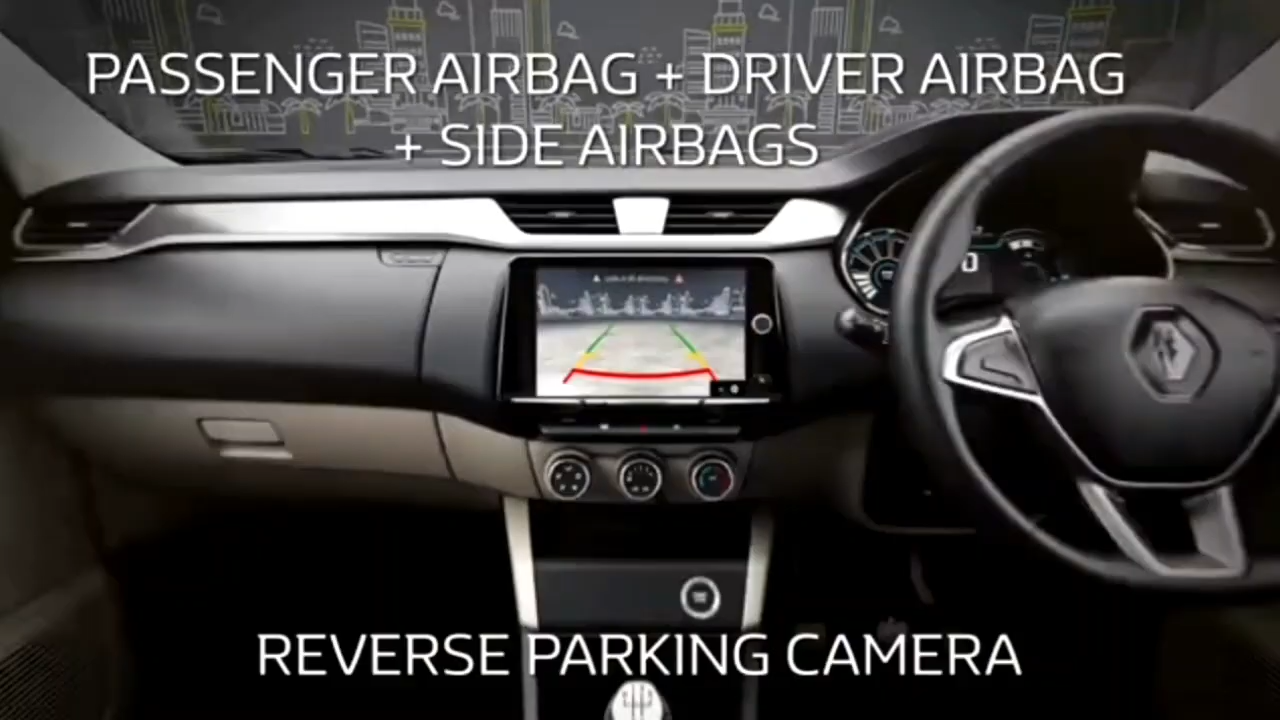 PASSENGER AIRBAG + DRIVER AIRBAG
+ SIDE AIRBAGS
REVERSE PARKING CAMERA